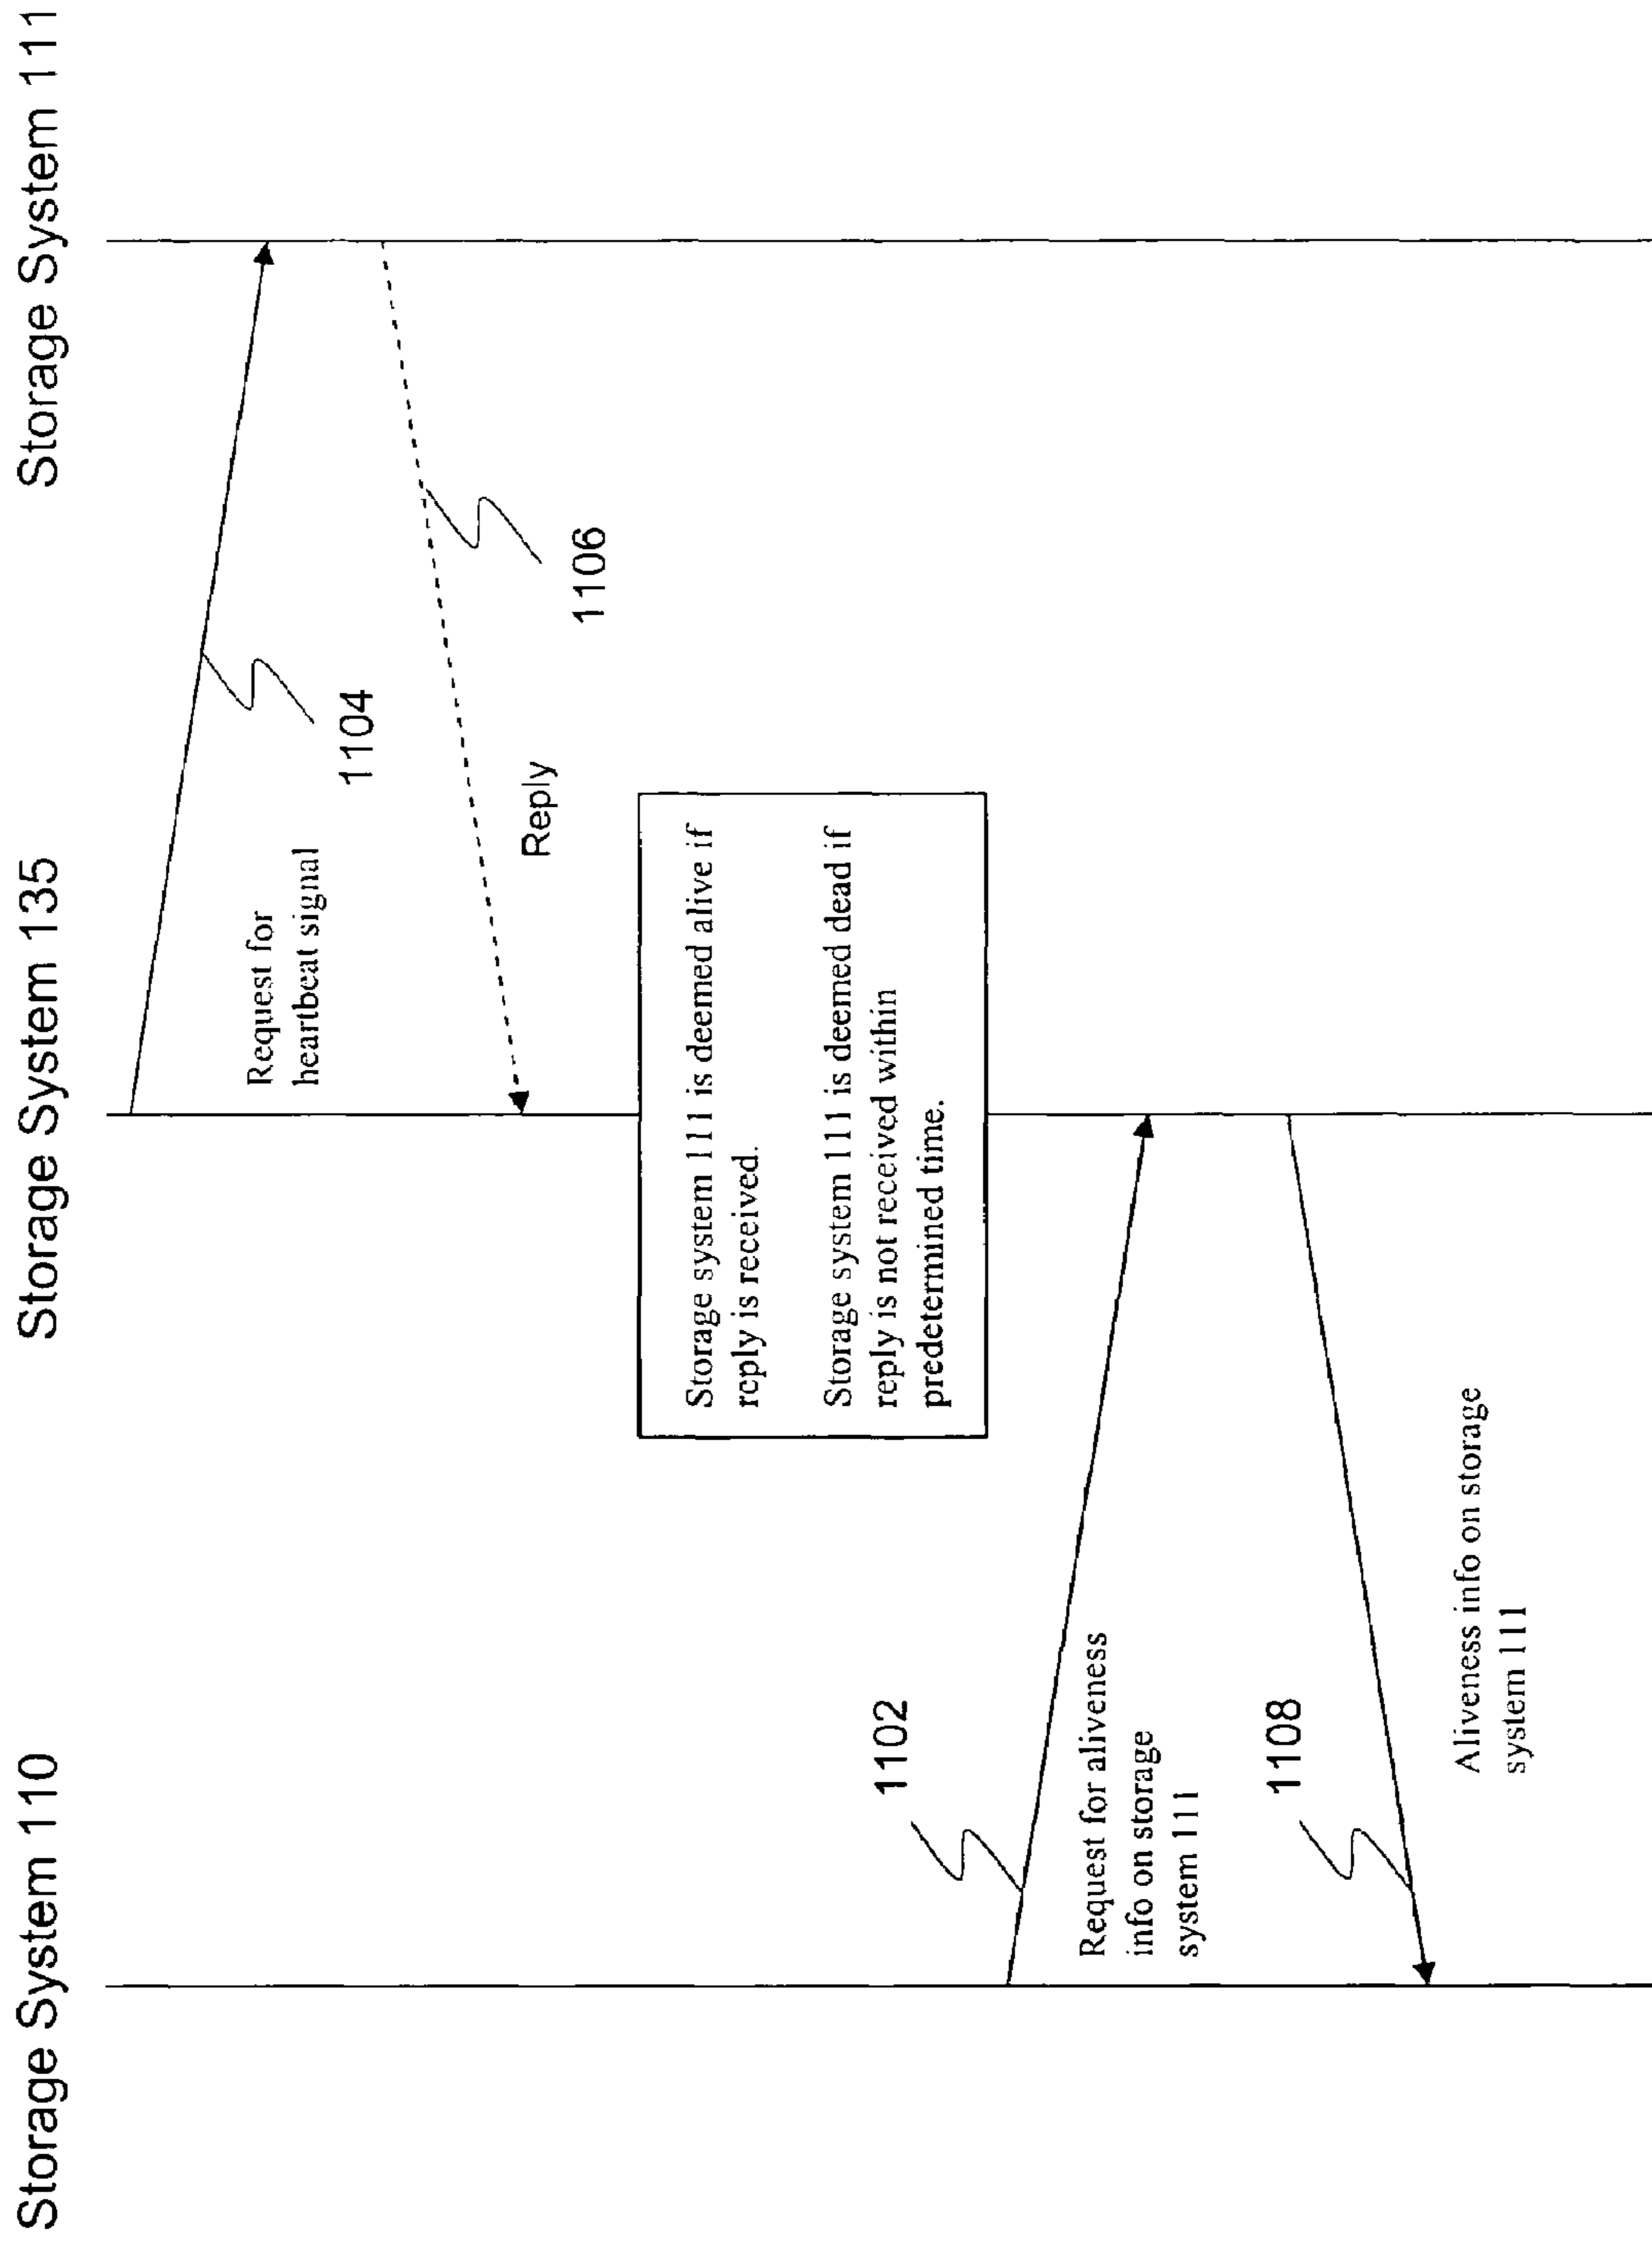 Storage System 110
Storage System 135
Storage System 111
1104
Request for
heartbeat signal
1106
Reply
Storage system 111 is deemed alive if
reply is received.
Storage system 111 is deemed dead if
reply is not received within
predetermined time.
1102
Request for aliveness
info on storage
system 111
1108
Aliveness info on storage
system 111